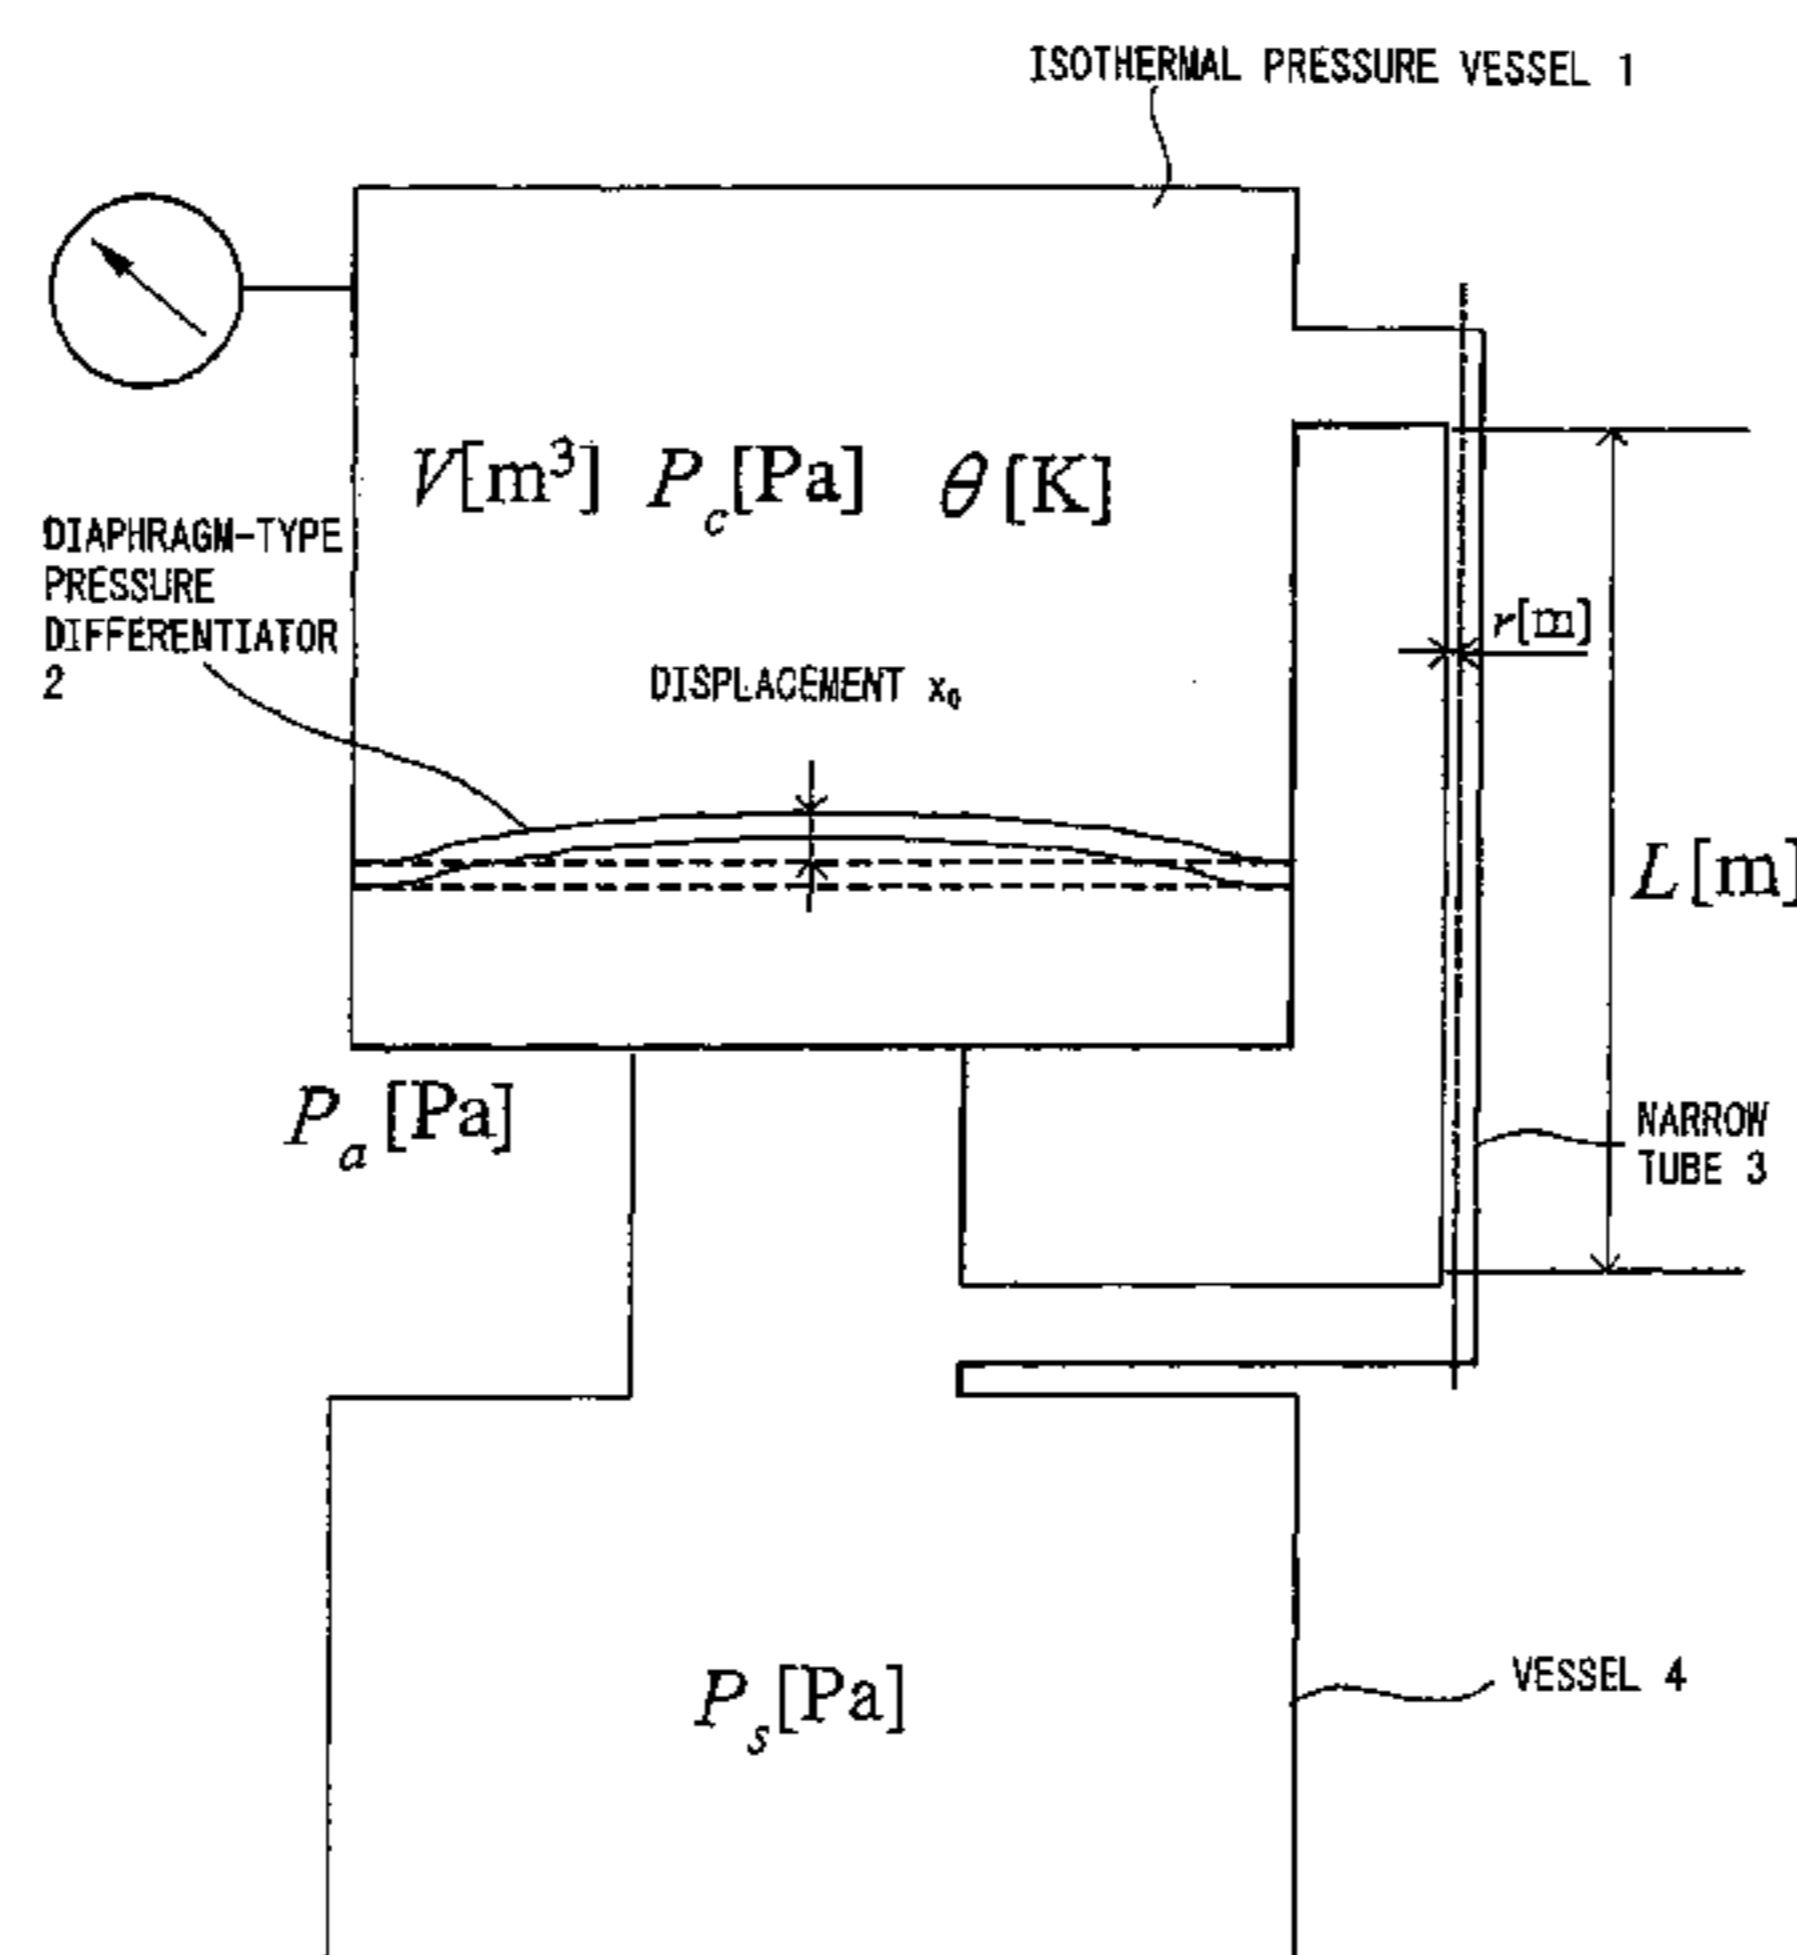 ISOTHERMAL PRESSURE VESSEL 1
V[m³] P_c[Pa] θ[K]
DIAPHRAGM-TYPE
PRESSURE
DIFFERENTIATOR
2
DISPLACEMENT x₀
r[m]
L[m]
P_a[Pa]
NARROW
TUBE 3
P_s[Pa]
VESSEL 4